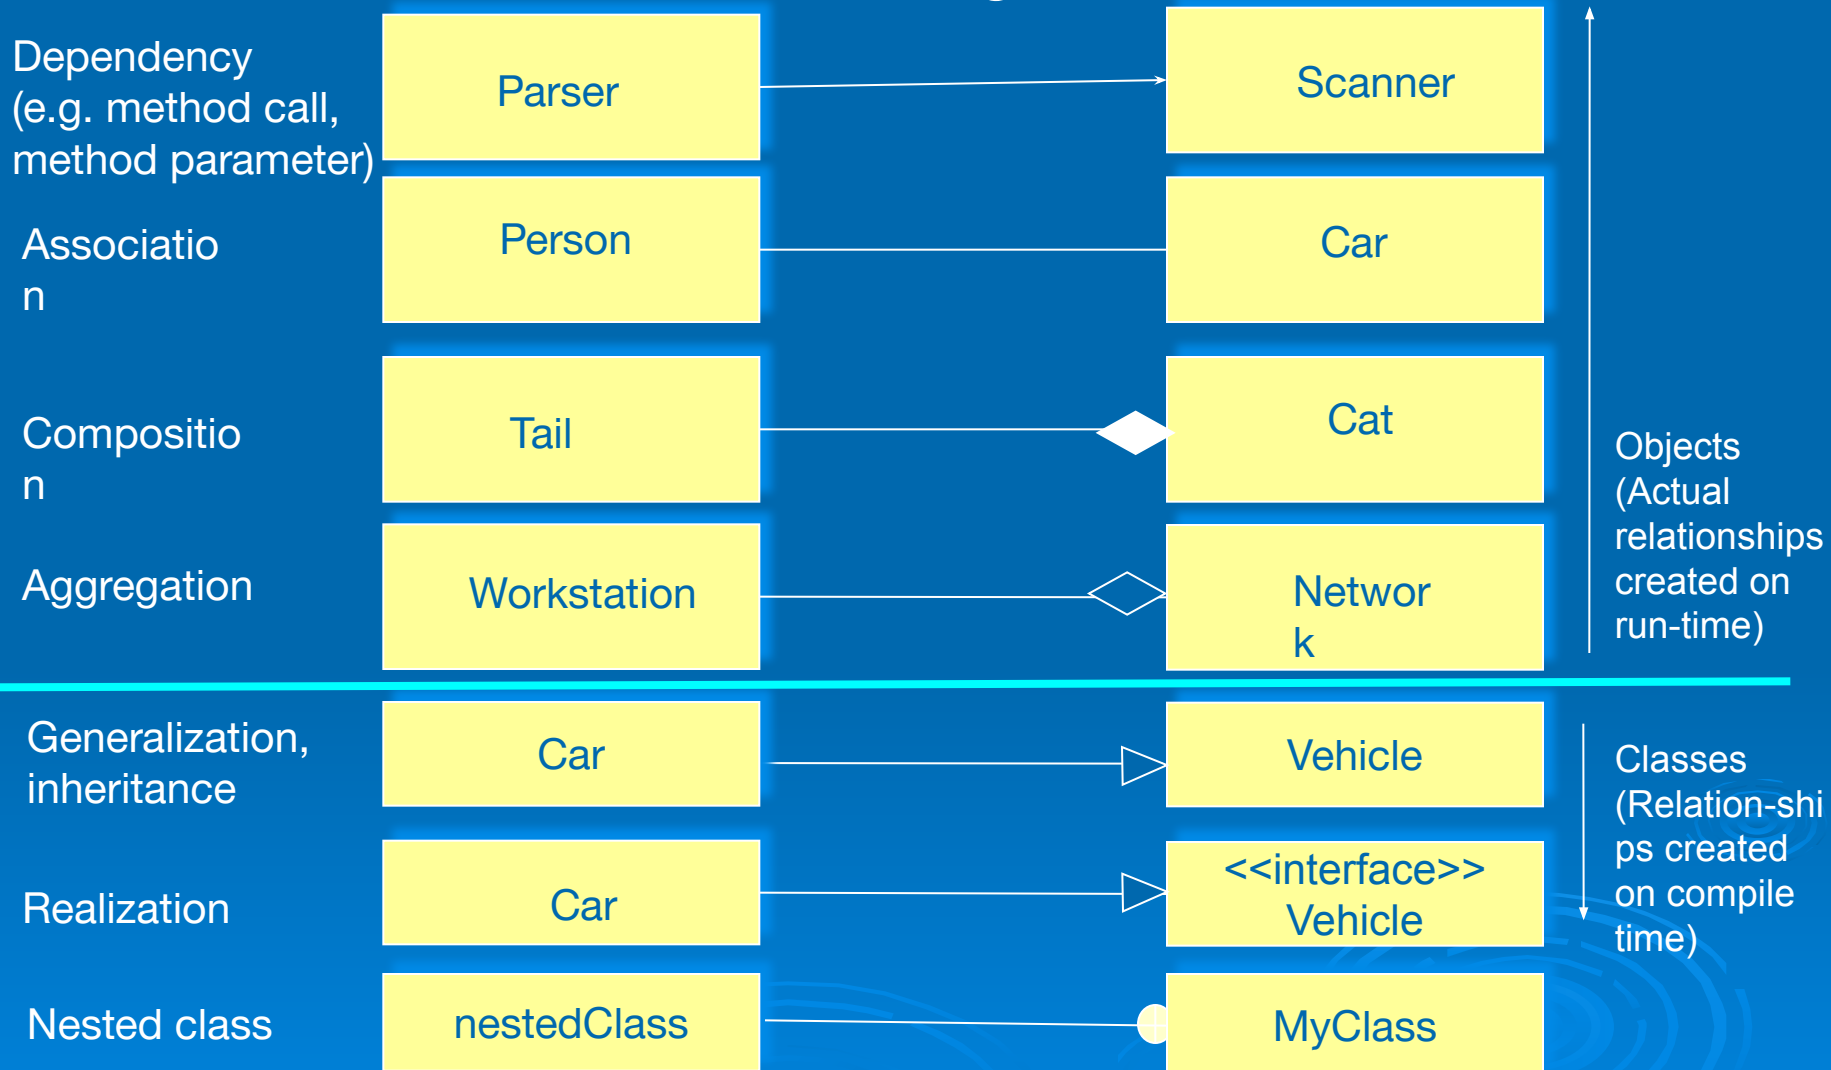 Dependency
(e.g. method call,
method parameter)
Parser
Scanner
Associatio
n
Person
Car
Compositio
n
Tail
Cat
Aggregation
Workstation
Networ
k
Objects
(Actual
relationships
created on
run-time)
Generalization,
inheritance
Car
Vehicle
Realization
Car
<<interface>>
Vehicle
Classes
(Relation-shi
ps created
on compile
time)
Nested class
nestedClass
MyClass